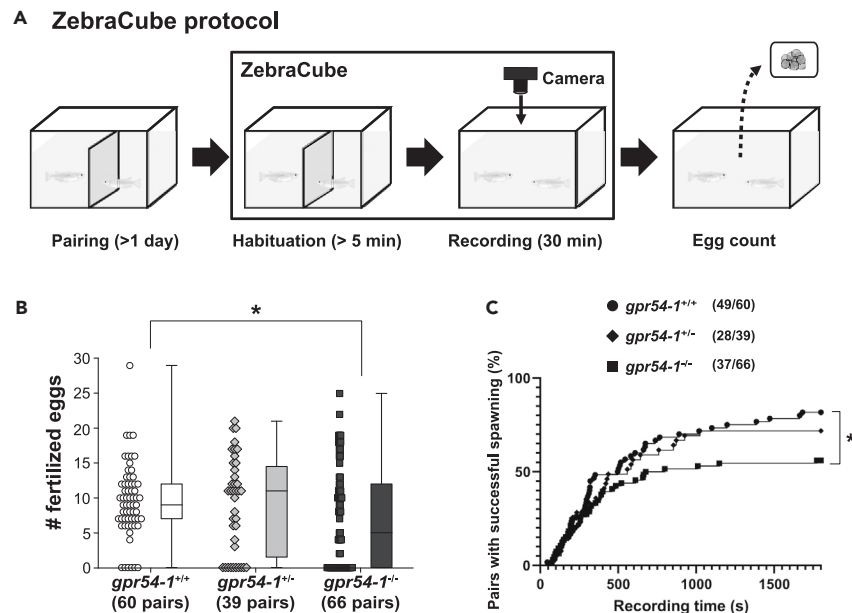 A ZebraCube protocol
ZebraCube
Camera
Pairing (>1 day)
Habituation (> 5 min)
Recording (30 min)
Egg count
B
*
# fertilized eggs
30
25
20
15
10
5
0
gpr54-1+/+
(60 pairs)
gpr54-1+/-
(39 pairs)
gpr54-1-/-
(66 pairs)
C
gpr54-1+/+ (49/60)
gpr54-1+/- (28/39)
gpr54-1-/- (37/66)
Pairs with successful spawning (%)
100
50
0
*
0 500 1000 1500
Recording time (s)